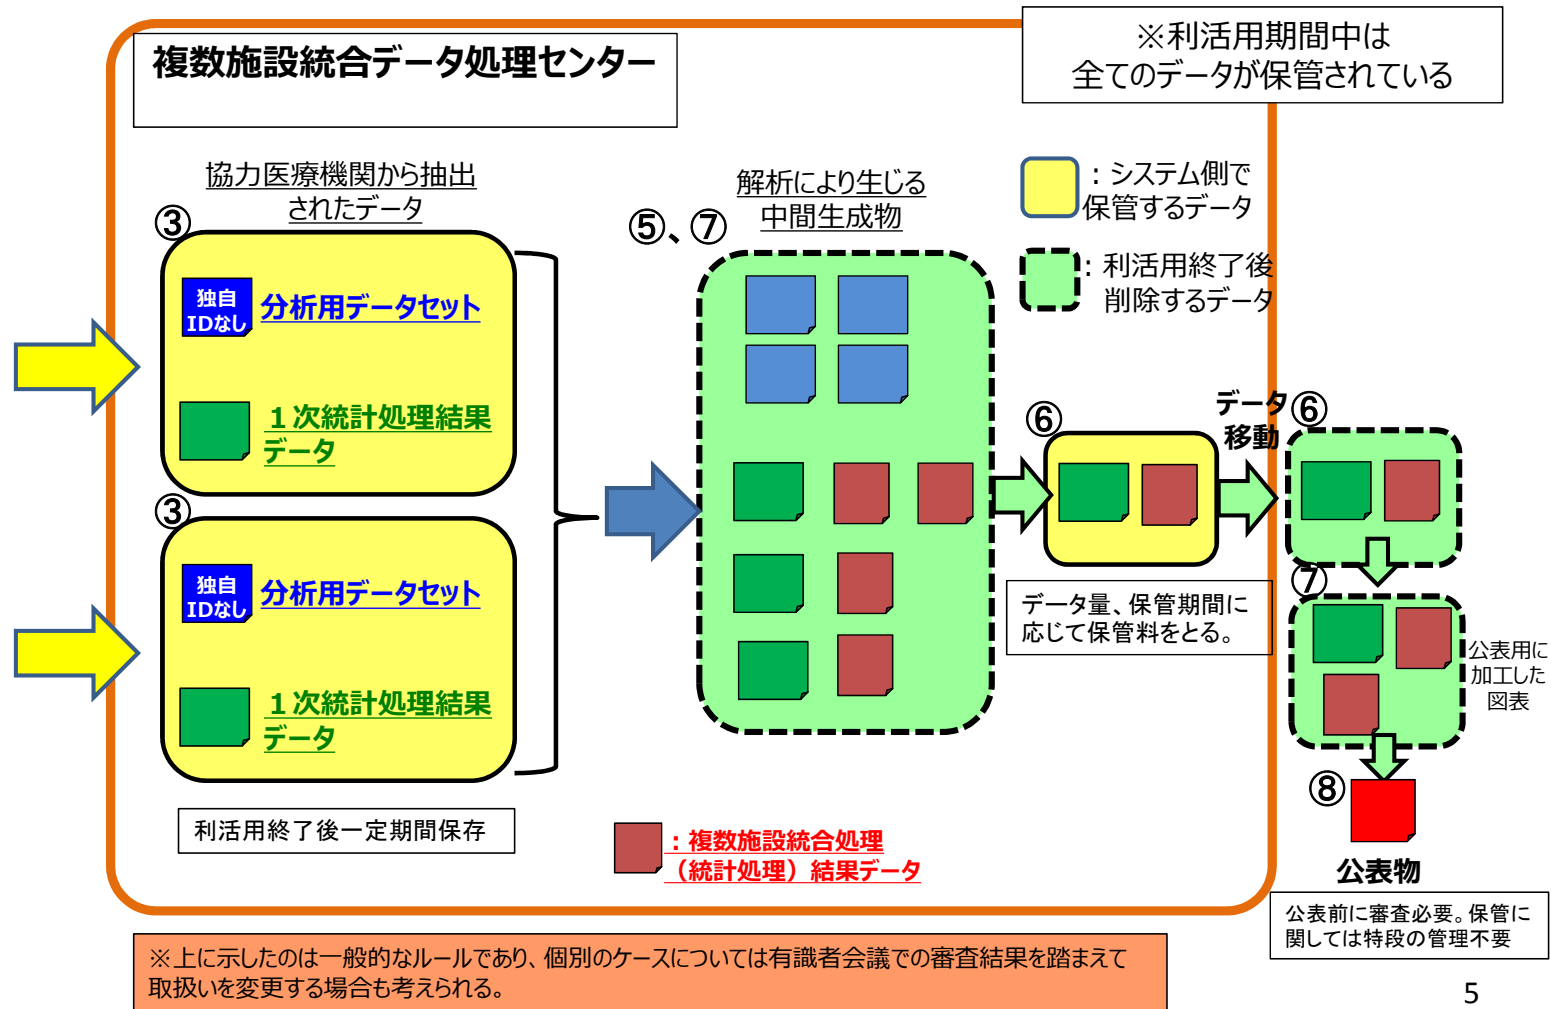 複数施設統合データ処理センター
※利活用期間中は
全てのデータが保管されている
協力医療機関から抽出
されたデータ
③
独自
IDなし
分析用データセット
１次統計処理結果
データ
③
独自
IDなし
分析用データセット
１次統計処理結果
データ
利活用終了後一定期間保存
解析により生じる
中間生成物
⑤、⑦
：システム側で
保管するデータ
：利活用終了後
削除するデータ
⑥
データ量、保管期間に
応じて保管料をとる。
データ
移動
⑥
⑦
公表用に
加工した
図表
⑧
公表物
公表前に審査必要。保管に
関しては特段の管理不要
：複数施設統合処理
（統計処理）結果データ
※上に示したのは一般的なルールであり、個別のケースについては有識者会議での審査結果を踏まえて
取扱いを変更する場合も考えられる。
5